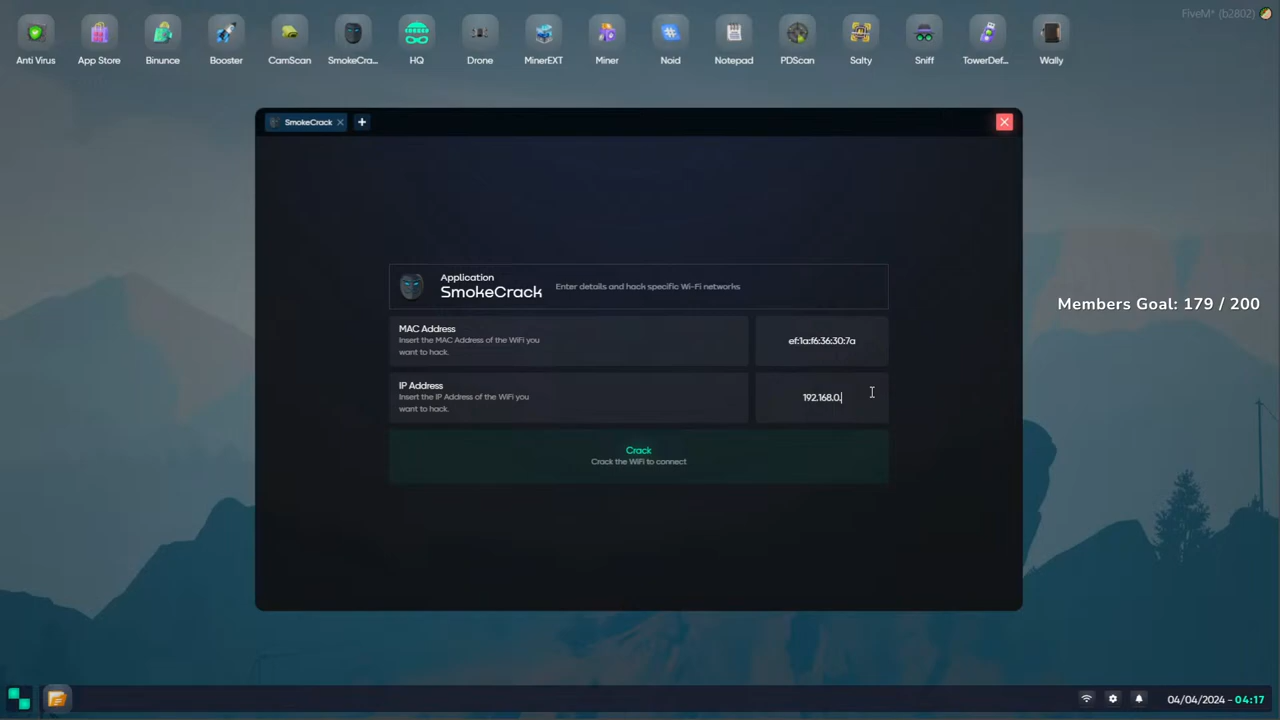 FiveM* (b2802)
Anti Virus
App Store
Binunce
Booster
CamScan
SmokeCra...
HQ
Drone
MinerEXT
Miner
Noid
Notepad
PDScan
Salty
Sniff
TowerDef...
Wally
SmokeCrack
Application
SmokeCrack
Enter details and hack specific Wi-Fi networks
MAC Address
Insert the MAC Address of the WiFi you
want to hack.
ef:1a:f6:36:30:7a
IP Address
Insert the IP Address of the WiFi you
want to hack.
192.168.0.
Crack
Crack the WiFi to connect
Members Goal: 179 / 200
04/04/2024 - 04:17